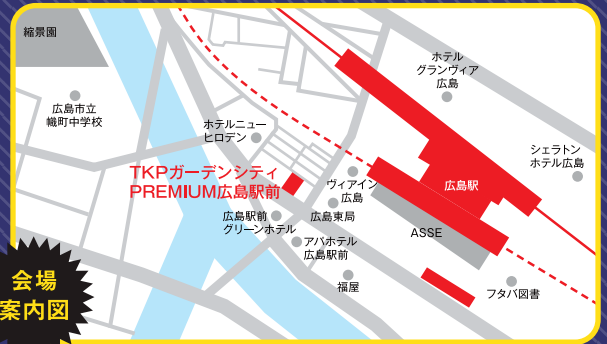 縮景園
広島市立
幟町中学校
ホテルニュー
ヒロデン
ホテル
グランヴィア
広島
シェラトン
ホテル広島
TKPガーデンシティ
PREMIUM広島駅前
ヴィアイン
広島
広島駅
広島駅前
グリーンホテル
広島東局
ASSE
アパホテル
広島駅前
福屋
フタバ図書
会場
案内図